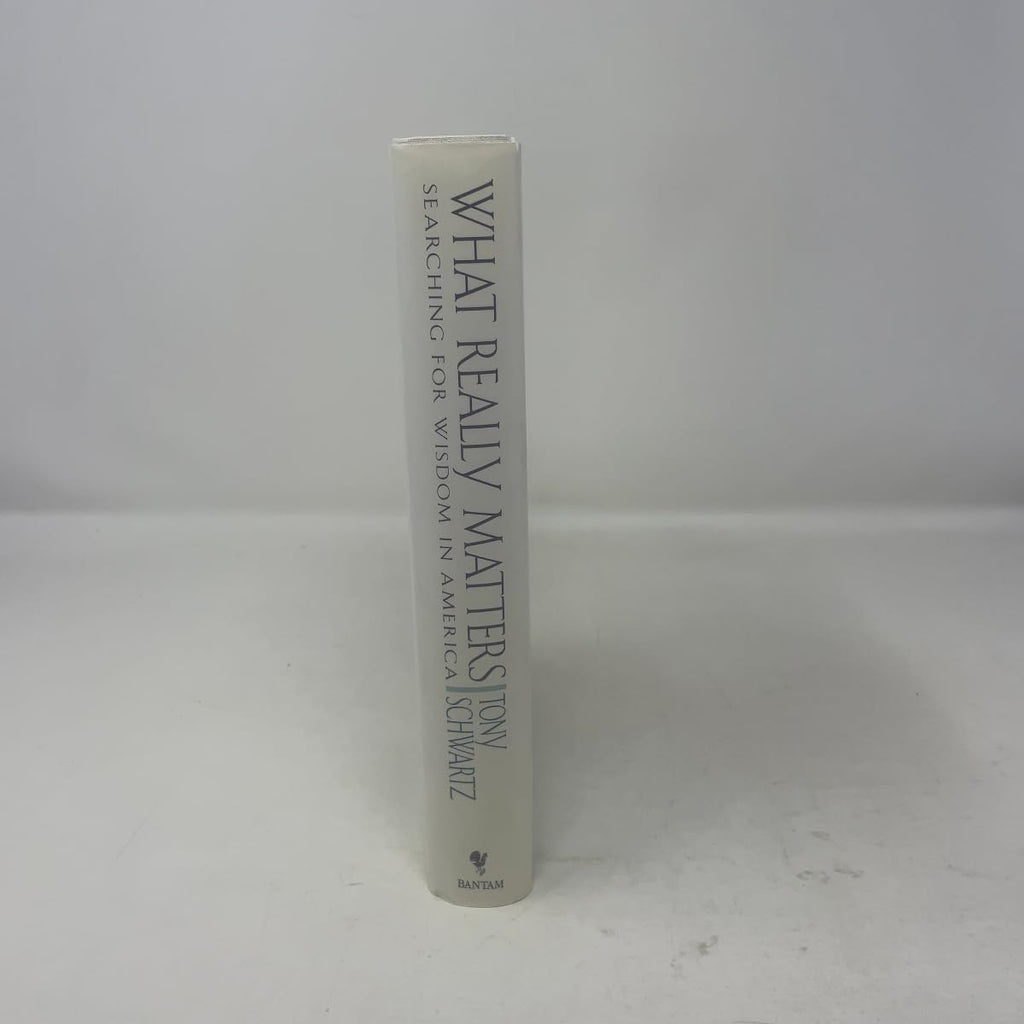 WHAT REALLY MATTERS
SEARCHING FOR WISDOM IN AMERICA
TONY
SCHWARTZ
BANTAM